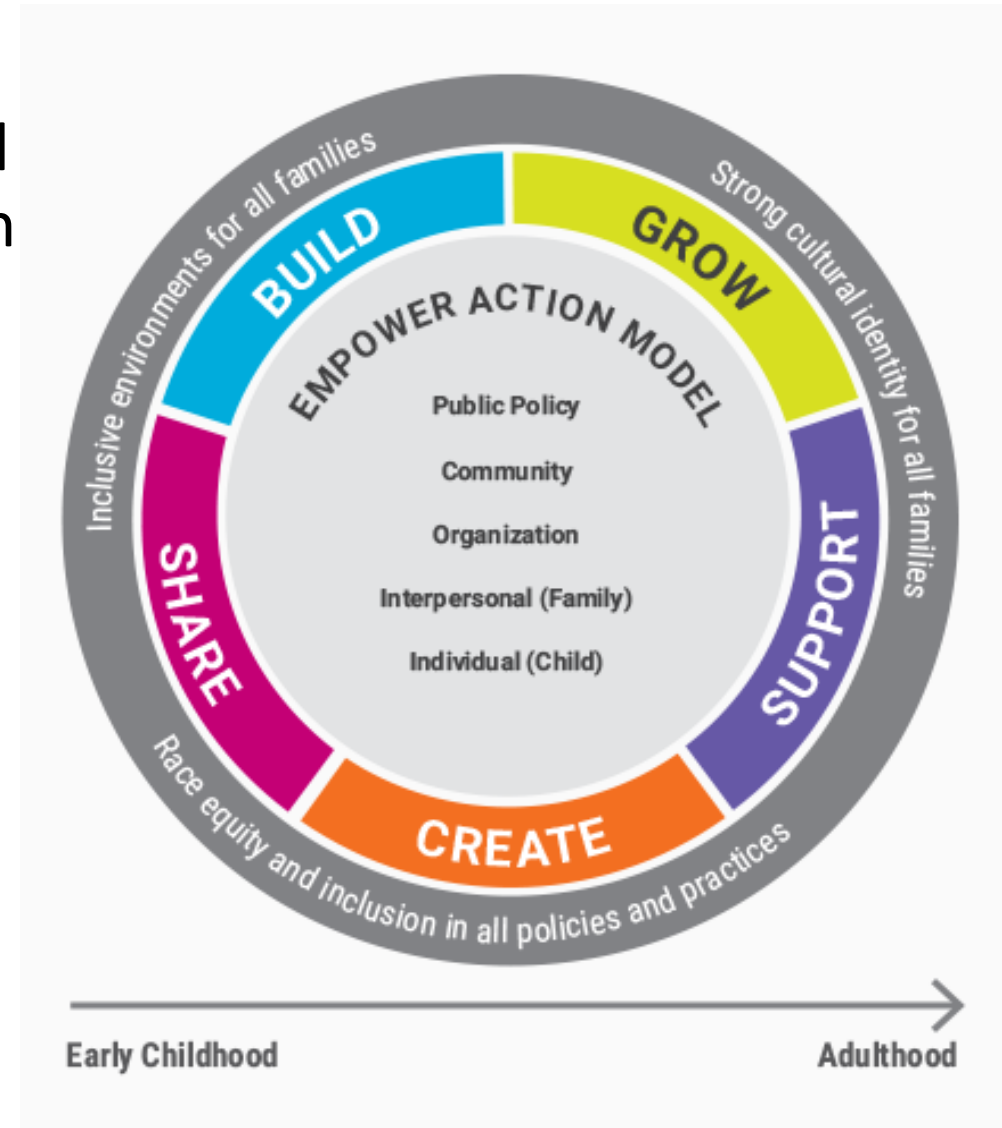 Inclusive environments for all families
Strong cultural identity for all families
BUILD
GROW
EMPOWER ACTION MODEL
Public Policy
Community
Organization
Interpersonal (Family)
Individual (Child)
SHARE
SUPPORT
CREATE
Race equity and inclusion in all policies and practices
Early Childhood
Adulthood